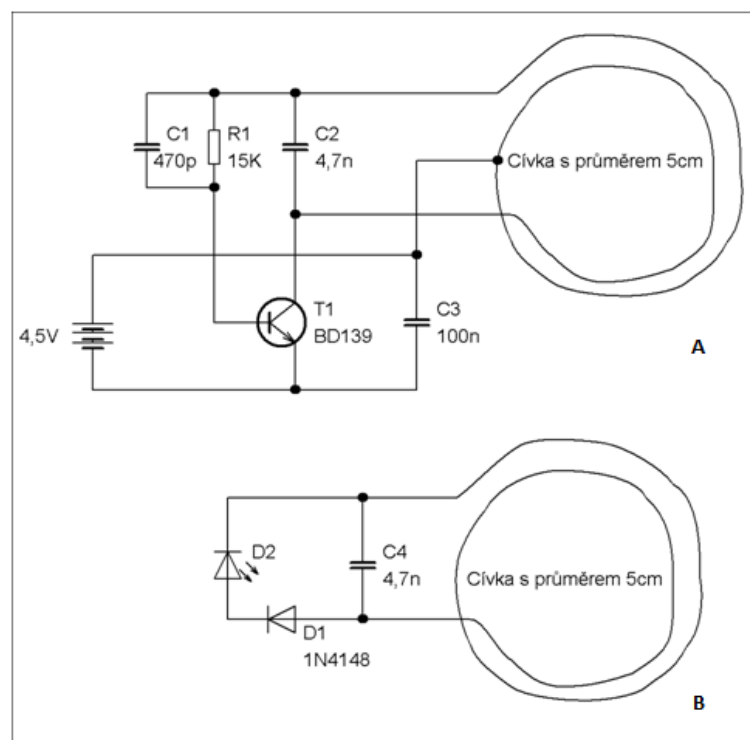 C1
470p
R1
15K
C2
4,7n
Cívka s průměrem 5cm
4,5V
T1
BD139
C3
100n
A
D2
C4
4,7n
Cívka s průměrem 5cm
D1
1N4148
B